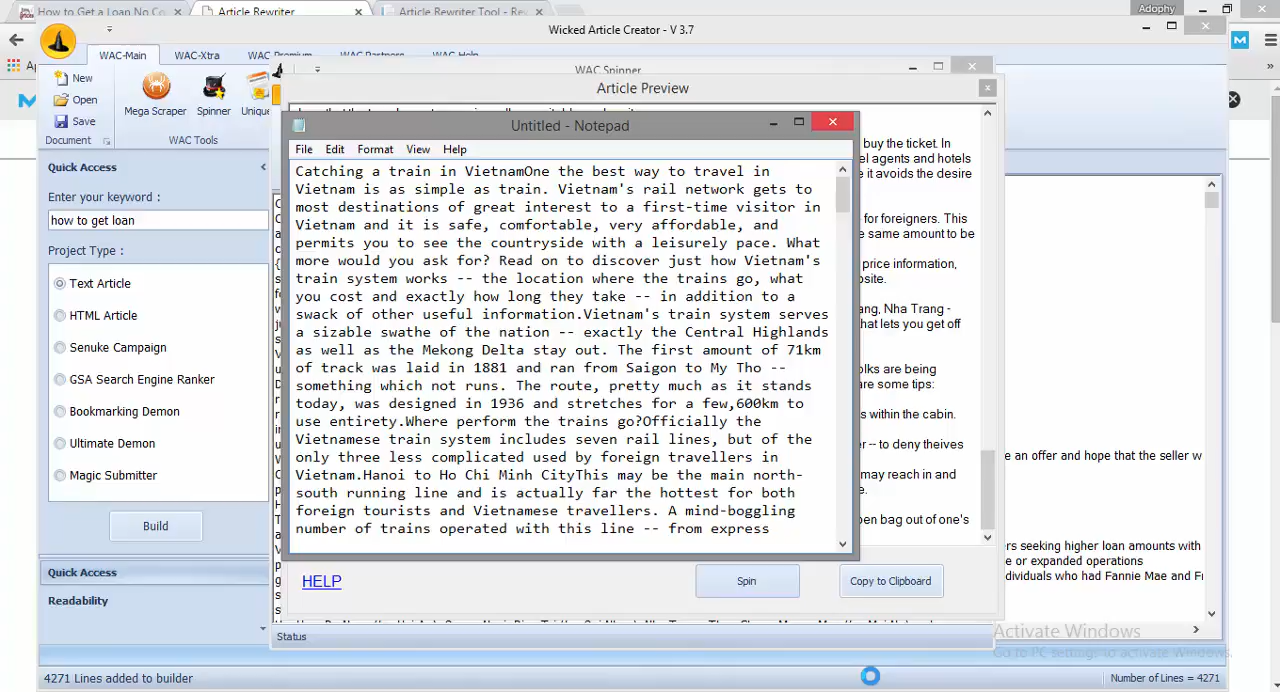 How to Get a Loan No C
Article Rewriter
Article Rewriter Tool - Re
Adophy
Wicked Article Creator - V 3.7
WAC-Main
WAC-Xtra
WAC Premium
WAC Partners
WAC Help
New
Open
Save
Document
Mega Scraper
Spinner
Unique
WAC Tools
Quick Access
Enter your keyword :
how to get loan
Project Type :
Text Article
HTML Article
Senuke Campaign
GSA Search Engine Ranker
Bookmarking Demon
Ultimate Demon
Magic Submitter
Build
Quick Access
Readability
4271 Lines added to builder
WAC Spinner
Article Preview
Untitled - Notepad
File Edit Format View Help
Catching a train in VietnamOne the best way to travel in
Vietnam is as simple as train. Vietnam's rail network gets to
most destinations of great interest to a first-time visitor in
Vietnam and it is safe, comfortable, very affordable, and
permits you to see the countryside with a leisurely pace. What
more would you ask for? Read on to discover just how Vietnam's
train system works -- the location where the trains go, what
you cost and exactly how long they take -- in addition to a
swack of other useful information.Vietnam's train system serves
a sizable swathe of the nation -- exactly the Central Highlands
as well as the Mekong Delta stay out. The first amount of 71km
of track was laid in 1881 and ran from Saigon to My Tho --
something which not runs. The route, pretty much as it stands
today, was designed in 1936 and stretches for a few,600km to
use entirety.Where perform the trains go?Officially the
Vietnamese train system includes seven rail lines, but of the
only three less complicated used by foreign travellers in
Vietnam.Hanoi to Ho Chi Minh CityThis may be the main north-
south running line and is actually far the hottest for both
foreign tourists and Vietnamese travellers. A mind-boggling
number of trains operated with this line -- from express
buy the ticket. In
el agents and hotels
e it avoids the desire
for foreigners. This
e same amount to be
price information,
site.
ang, Nha Trang -
hat lets you get off
olks are being
are some tips:
s within the cabin.
er -- to deny theives
may reach in and
e.
pen bag out of one's
HELP
Spin
Copy to Clipboard
Status
e an offer and hope that the seller w
ers seeking higher loan amounts with
e or expanded operations
dividuals who had Fannie Mae and Fr
Activate Windows
Go to PC settings to activate Windows.
Number of Lines = 4271